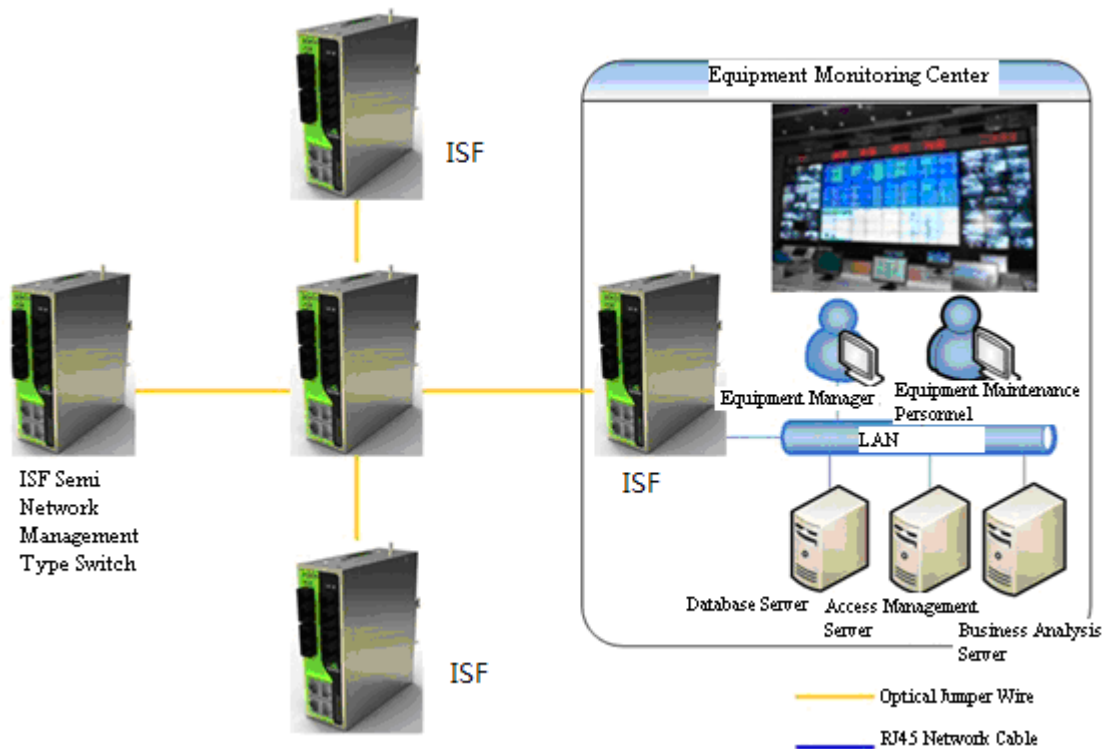 Equipment Monitoring Center
ISF
Equipment Manager
Equipment Maintenance
Personnel
LAN
ISF
ISF Semi
Network
Management
Type Switch
Database Server
Access Management
Server
Business Analysis
Server
ISF
Optical Jumper Wire
RJ45 Network Cable